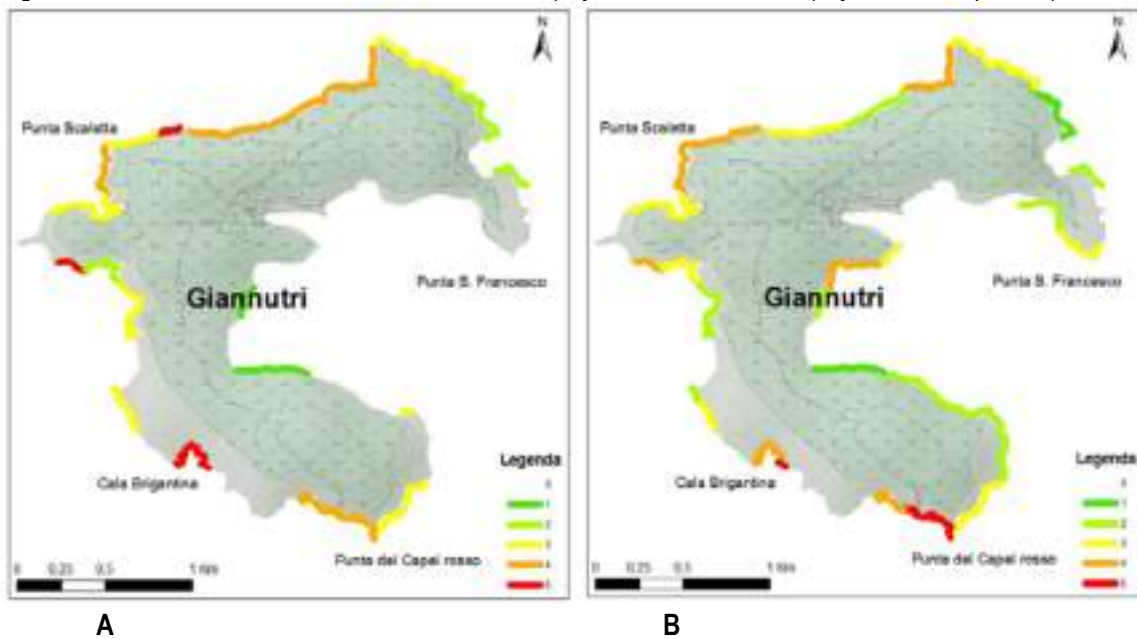 N
Punta Scaletta
Punta S. Francesco
Giannutri
Cala Brigantina
Punta del Capel rosso
Legenda
0
1
2
3
4
5
0 0,25 0,5 1 Km
N
Punta Scaletta
Punta S. Francesco
Giannutri
Cala Brigantina
Punta del Capel rosso
Legenda
0
1
2
3
4
5
0 0,25 0,5 1 Km
A
B